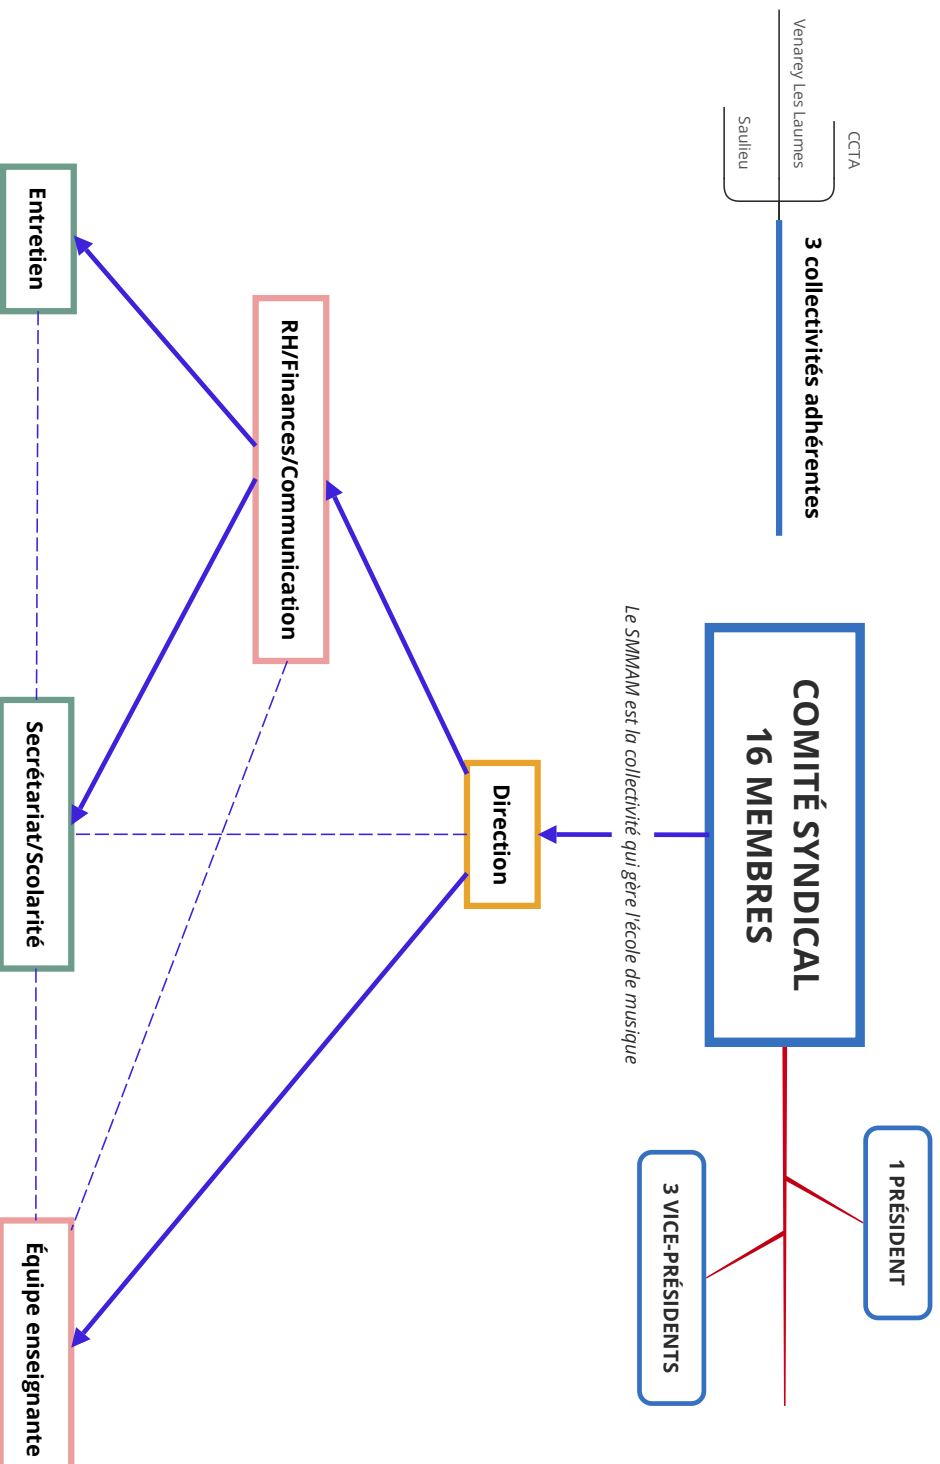 CCTA
Venarey Les Laumes
Saulieu
3 collectivités adhérentes
COMITÉ SYNDICAL
16 MEMBRES
1 PRÉSIDENT
3 VICE-PRÉSIDENTS
Le SMMAM est la collectivité qui gère l'école de musique
Direction
RH/Finances/Communication
Entretien
Secrétariat/Scolarité
Équipe enseignante